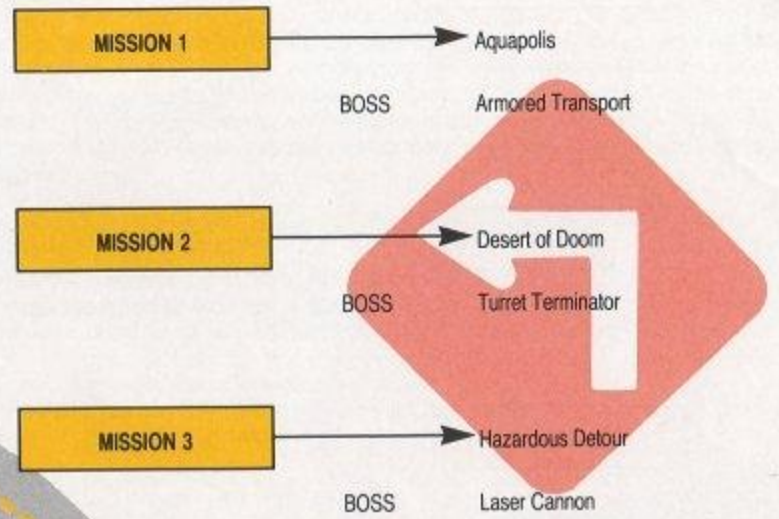 MISSION 1 Aquapolis
BOSS Armored Transport
MISSION 2 Desert of Doom
BOSS Turret Terminator
MISSION 3 Hazardous Detour
BOSS Laser Cannon